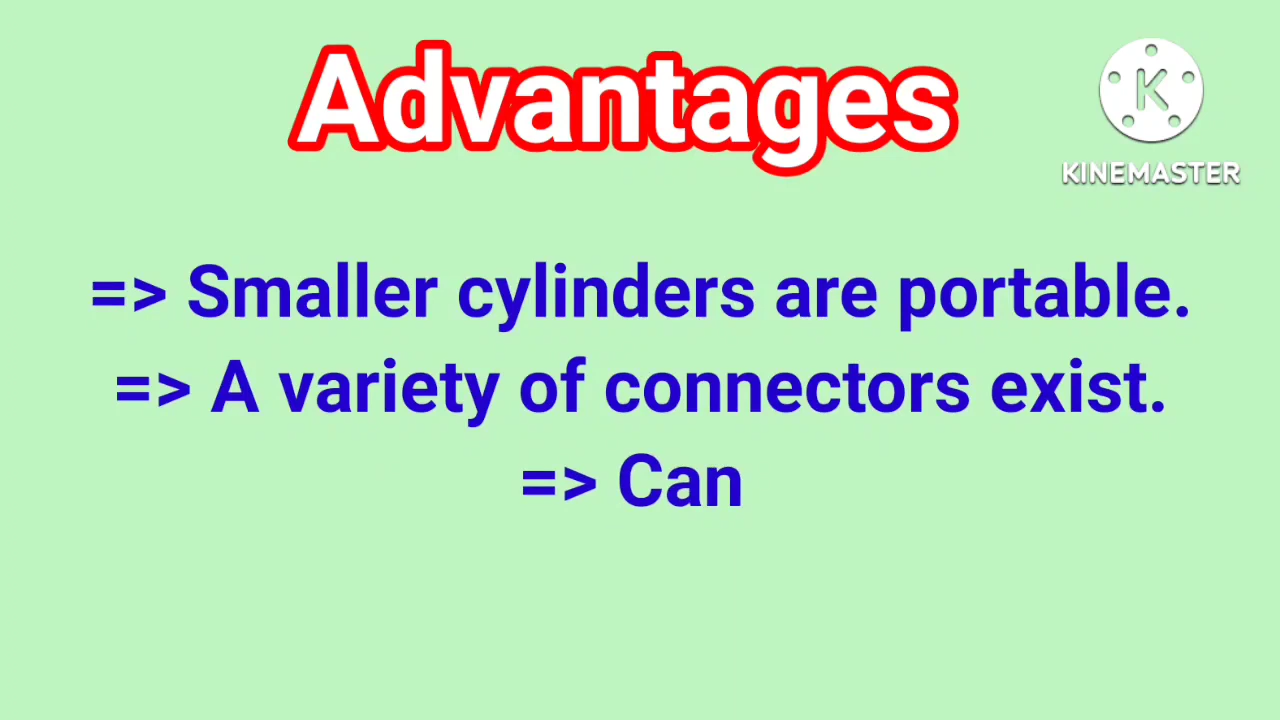 Advantages
K
KINEMASTER
=> Smaller cylinders are portable.
=> A variety of connectors exist.
=> Can